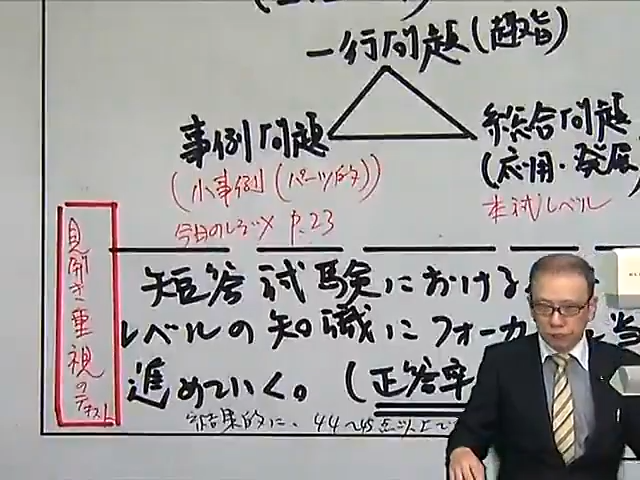 一行問題(趣旨)
事例問題
総合問題
(小事例(パーツ的))
(応用・発展
本試レベル
今日のレジメ P.23
見開き重視のテキスト
短答試験における
レベルの知識にフォーカ
進めていく。(正答率
結果的に、44〜45点以上で